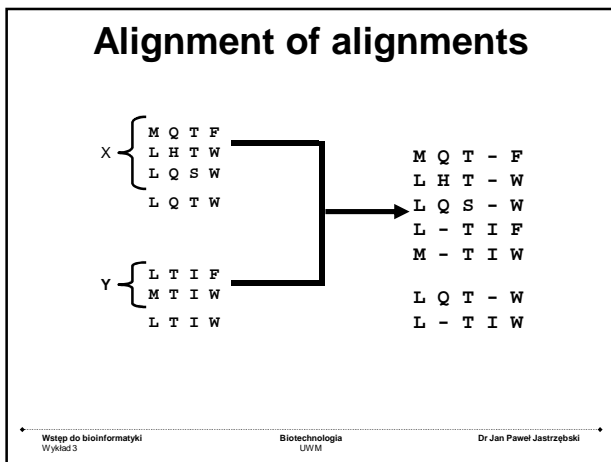 Alignment of alignments
X
M Q T F
L H T W
L Q S W
L Q T W
Y
L T I F
M T I W
L T I W
M Q T - F
L H T - W
L Q S - W
L - T I F
M - T I W
L Q T - W
L - T I W
Wstęp do bioinformatyki
Wykład 3
Biotechnologia
UWM
Dr Jan Paweł Jastrzębski